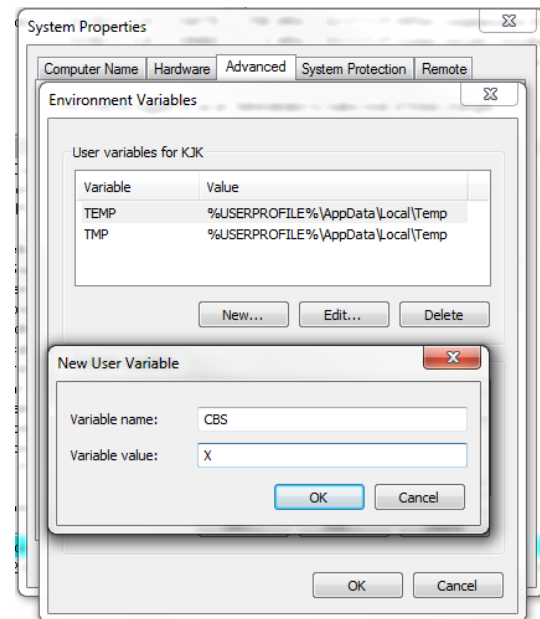 System Properties
Computer Name Hardware Advanced System Protection Remote
Environment Variables
User variables for KJK
Variable Value
TEMP %USERPROFILE%\AppData\Local\Temp
TMP %USERPROFILE%\AppData\Local\Temp
New... Edit... Delete
New User Variable
Variable name: CBS
Variable value: X
OK Cancel
OK Cancel